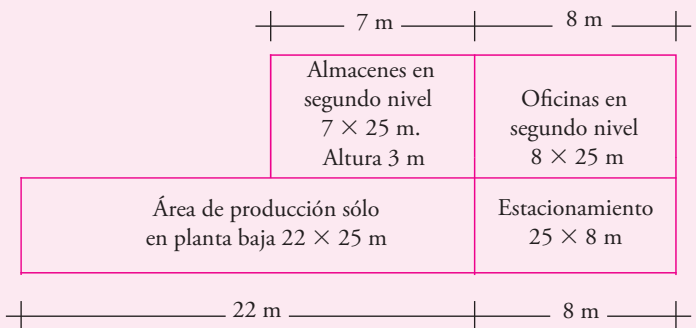 7 m
8 m
Almacenes en
segundo nivel
7 × 25 m.
Altura 3 m
Oficinas en
segundo nivel
8 × 25 m
Área de producción sólo
en planta baja 22 × 25 m
Estacionamiento
25 × 8 m
22 m
8 m